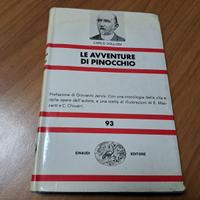 CARLO COLLODI
LE AVVENTURE
DI PINOCCHIO
Prefazione di Giovanni Jervis. Con una cronologia della vita e
delle opere dell'autore, e una scelta di illustrazioni di E. Maz-
zanti e C. Chiostri.
93
EINAUDI EDITORE